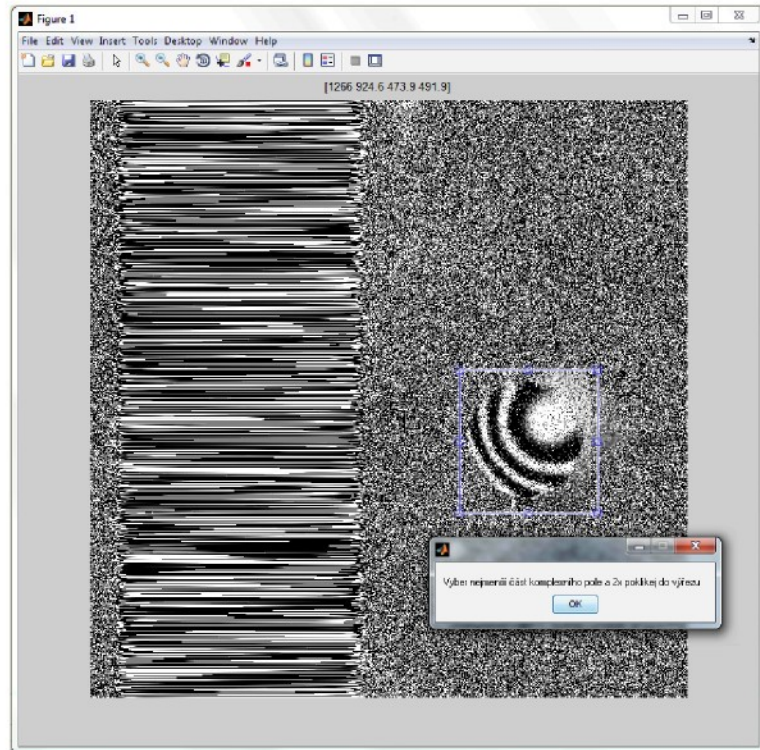 Figure 1
File Edit View Insert Tools Desktop Window Help
[1266 924.6 473.9 491.9]
Vyber nejmenší část komplexního pole a 2x poklikej do výřezu
OK